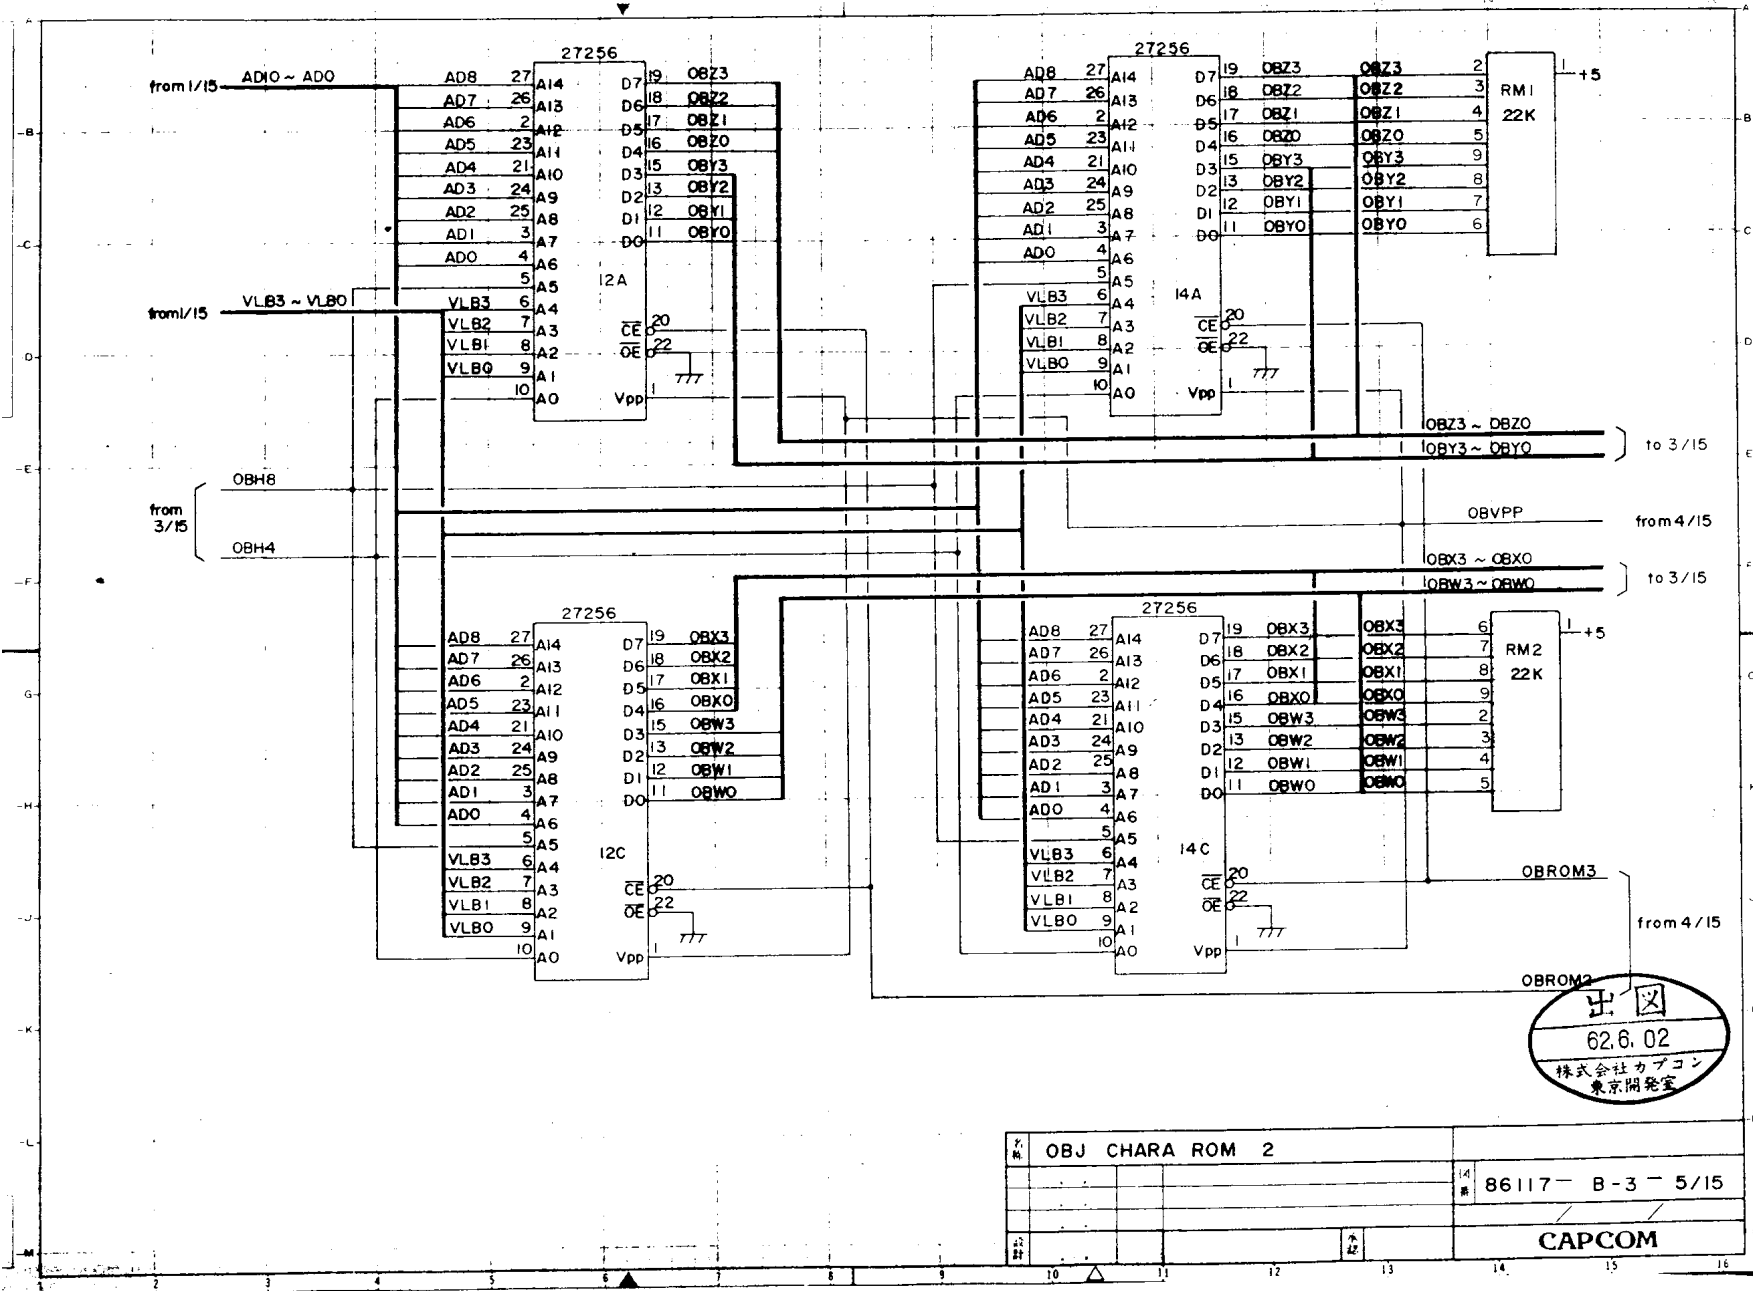 27256
AD8 27 A14 D7 19 OBZ3
AD7 26 A13 D6 18 OBZ2
AD6 2 A12 D5 17 OBZ1
AD5 23 A11 D4 16 OBZ0
AD4 21 A10 D3 15 OBY3
AD3 24 A9 D2 13 OBY2
AD2 25 A8 D1 12 OBY1
AD1 3 A7 D0 11 OBY0
AD0 4 A6
5 A5
12A
VLB3 6 A4
VLB2 7 A3 CE 20
VLB1 8 A2 OE 22
VLB0 9 A1
10 A0 Vpp 1
from 1/15 AD10 ~ AD0
from 1/15 VLB3 ~ VLB0
27256
AD8 27 A14 D7 19 OBZ3
AD7 26 A13 D6 18 OBZ2
AD6 2 A12 D5 17 OBZ1
AD5 23 A11 D4 16 OBZ0
AD4 21 A10 D3 15 OBY3
AD3 24 A9 D2 13 OBY2
AD2 25 A8 D1 12 OBY1
AD1 3 A7 D0 11 OBY0
AD0 4 A6
5 A5
14A
VLB3 6 A4
VLB2 7 A3 CE 20
VLB1 8 A2 OE 22
VLB0 9 A1
10 A0 Vpp 1
OBZ3 2
OBZ2 3
OBZ1 4
OBZ0 5
OBY3 9
OBY2 8
OBY1 7
OBY0 6
RM1
22K
1 +5
OBZ3 ~ OBZ0
OBY3 ~ OBY0
to 3/15
OBH8
from
3/15
OBH4
OBVPP
from 4/15
OBX3 ~ OBX0
OBW3 ~ OBW0
to 3/15
27256
AD8 27 A14 D7 19 OBX3
AD7 26 A13 D6 18 OBX2
AD6 2 A12 D5 17 OBX1
AD5 23 A11 D4 16 OBX0
AD4 21 A10 D3 15 OBW3
AD3 24 A9 D2 13 OBW2
AD2 25 A8 D1 12 OBW1
AD1 3 A7 D0 11 OBW0
AD0 4 A6
5 A5
12C
VLB3 6 A4
VLB2 7 A3 CE 20
VLB1 8 A2 OE 22
VLB0 9 A1
10 A0 Vpp 1
27256
AD8 27 A14 D7 19 OBX3
AD7 26 A13 D6 18 OBX2
AD6 2 A12 D5 17 OBX1
AD5 23 A11 D4 16 OBX0
AD4 21 A10 D3 15 OBW3
AD3 24 A9 D2 13 OBW2
AD2 25 A8 D1 12 OBW1
AD1 3 A7 D0 11 OBW0
AD0 4 A6
5 A5
14C
VLB3 6 A4
VLB2 7 A3 CE 20
VLB1 8 A2 OE 22
VLB0 9 A1
10 A0 Vpp 1
OBX3 6
OBX2 7
OBX1 8
OBX0 9
OBW3 2
OBW2 3
OBW1 4
OBW0 5
RM2
22K
1 +5
OBROM3
from 4/15
OBROM2
出図
62.6.02
株式会社カプコン
東京開発室
OBJ CHARA ROM 2
86117- B-3- 5/15
CAPCOM
B
C
D
E
F
G
H
J
K
L
M
1 2 3 4 5 6 7 8 9 10 11 12 13 14 15 16